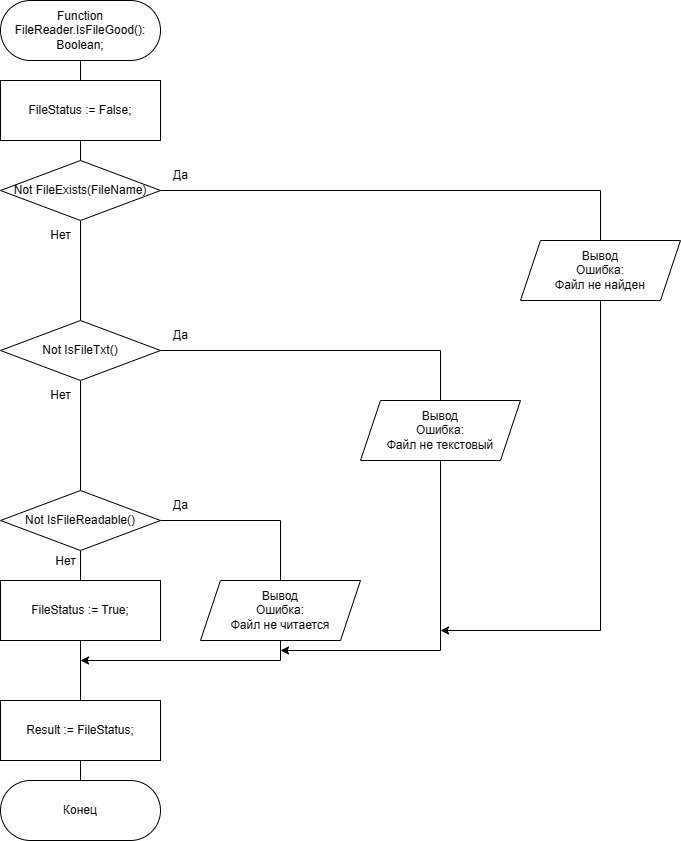 Function
FileReader.IsFileGood():
Boolean;
FileStatus := False;
Not FileExists(FileName)
Да
Нет
Вывод
Ошибка:
Файл не найден
Not IsFileTxt()
Да
Нет
Вывод
Ошибка:
Файл не текстовый
Not IsFileReadable()
Да
Нет
FileStatus := True;
Вывод
Ошибка:
Файл не читается
Result := FileStatus;
Конец